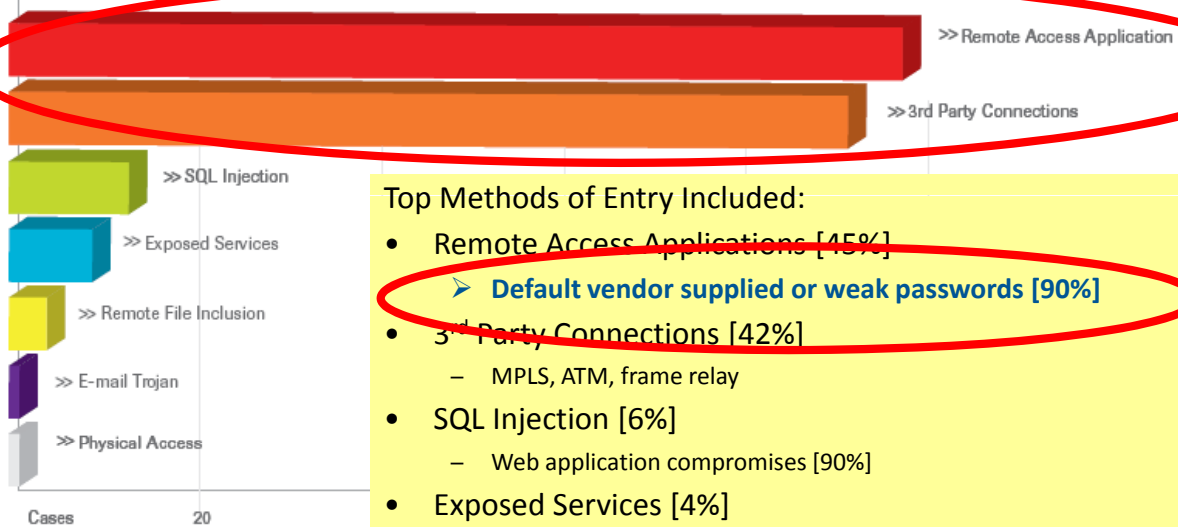 >> Remote Access Application
>> 3rd Party Connections
>> SQL Injection
>> Exposed Services
>> Remote File Inclusion
>> E-mail Trojan
>> Physical Access
Cases 20
Top Methods of Entry Included:
• Remote Access Applications [45%]
➢ Default vendor supplied or weak passwords [90%]
• 3rd Party Connections [42%]
– MPLS, ATM, frame relay
• SQL Injection [6%]
– Web application compromises [90%]
• Exposed Services [4%]